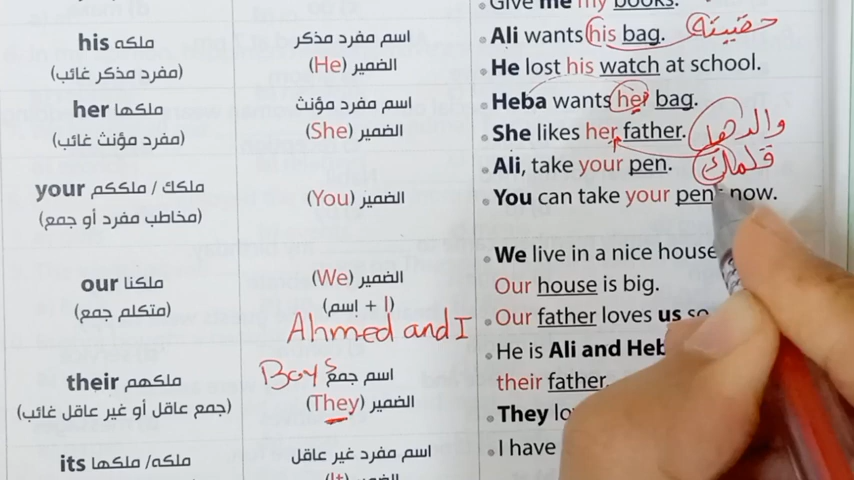 Give me my books.
his ملكه
(مفرد مذكر غائب)
اسم مفرد مذكر
الضمير (He)
Ali wants his bag. حقيبته
He lost his watch at school.
her ملكها
(مفرد مؤنث غائب)
اسم مفرد مؤنث
الضمير (She)
Heba wants her bag.
She likes her father. والدها
your ملكك / ملككم
(مخاطب مفرد أو جمع)
الضمير (You)
Ali, take your pen. قلمك
You can take your pen now.
our ملكنا
(متكلم جمع)
الضمير (We)
(I + اسم)
Ahmed and I
We live in a nice house
Our house is big.
Our father loves us so
their ملكهم
(جمع عاقل أو غير عاقل غائب)
Boys اسم جمع
الضمير (They)
He is Ali and Heb
their father.
They lo
its ملكه/ ملكها
اسم مفرد غير عاقل
الضمير (It)
I have